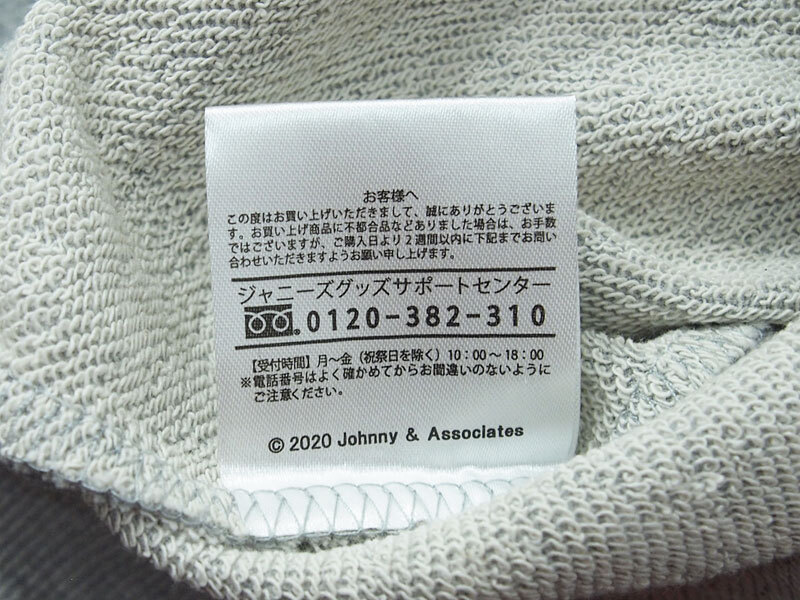 お客様へ
この度はお買い上げいただきまして、誠にありがとうございま
す。お買い上げ商品に不都合品などありました場合は、お手数
ではございますが、ご購入日より2週間以内に下記までお問い
合わせいただきますようお願い申し上げます。
ジャニーズグッズサポートセンター
0120-382-310
【受付時間】月〜金（祝祭日を除く）10：00〜18：00
※電話番号はよく確かめてからお間違いのないように
ご注意ください。
© 2020 Johnny & Associates